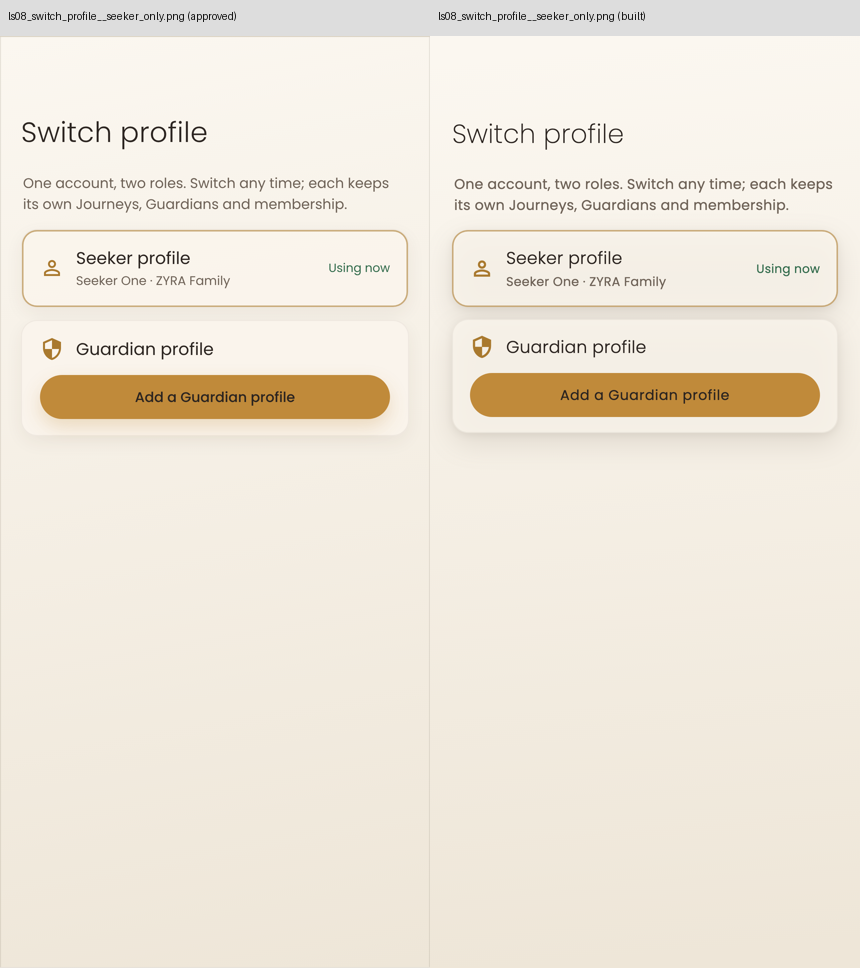 ls08_switch_profile__seeker_only.png (approved)
ls08_switch_profile__seeker_only.png (built)
Switch profile
One account, two roles. Switch any time; each keeps
its own Journeys, Guardians and membership.
Seeker profile
Seeker One · ZYRA Family
Using now
Guardian profile
Add a Guardian profile
Switch profile
One account, two roles. Switch any time; each keeps
its own Journeys, Guardians and membership.
Seeker profile
Seeker One · ZYRA Family
Using now
Guardian profile
Add a Guardian profile